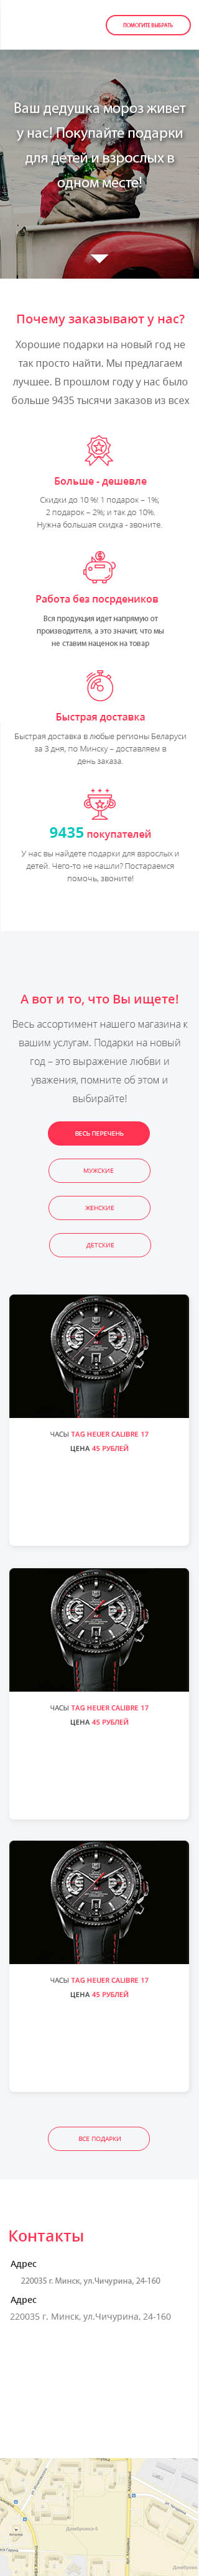 ПОМОГИТЕ ВЫБРАТЬ
Ваш дедушка мороз живет
у нас! Покупайте подарки
для детей и взрослых в
одном месте!
Почему заказывают у нас?
Хорошие подарки на новый год не
так просто найти. Мы предлагаем
лучшее. В прошлом году у нас было
больше 9435 тысячи заказов из всех
Больше - дешевле
Скидки до 10 %! 1 подарок – 1%;
2 подарок – 2%; и так до 10%.
Нужна большая скидка - звоните.
Работа без посрдеников
Вся продукция идет напрямую от
производителя, а это значит, что мы
не ставим наценок на товар
Быстрая доставка
Быстрая доставка в любые регионы Беларуси
за 3 дня, по Минску – доставляем в
день заказа.
9435 покупателей
У нас вы найдете подарки для взрослых и
детей. Чего-то не нашли? Постараемся
помочь, звоните!
А вот и то, что Вы ищете!
Весь ассортимент нашего магазина к
вашим услугам. Подарки на новый
год – это выражение любви и
уважения, помните об этом и
выбирайте!
ВЕСЬ ПЕРЕЧЕНЬ
МУЖСКИЕ
ЖЕНСКИЕ
ДЕТСКИЕ
ЧАСЫ TAG HEUER CALIBRE 17
ЦЕНА 45 РУБЛЕЙ
ЧАСЫ TAG HEUER CALIBRE 17
ЦЕНА 45 РУБЛЕЙ
ЧАСЫ TAG HEUER CALIBRE 17
ЦЕНА 45 РУБЛЕЙ
ВСЕ ПОДАРКИ
Контакты
Адрес
220035 г. Минск, ул.Чичурина, 24-160
Адрес
220035 г. Минск, ул.Чичурина, 24-160